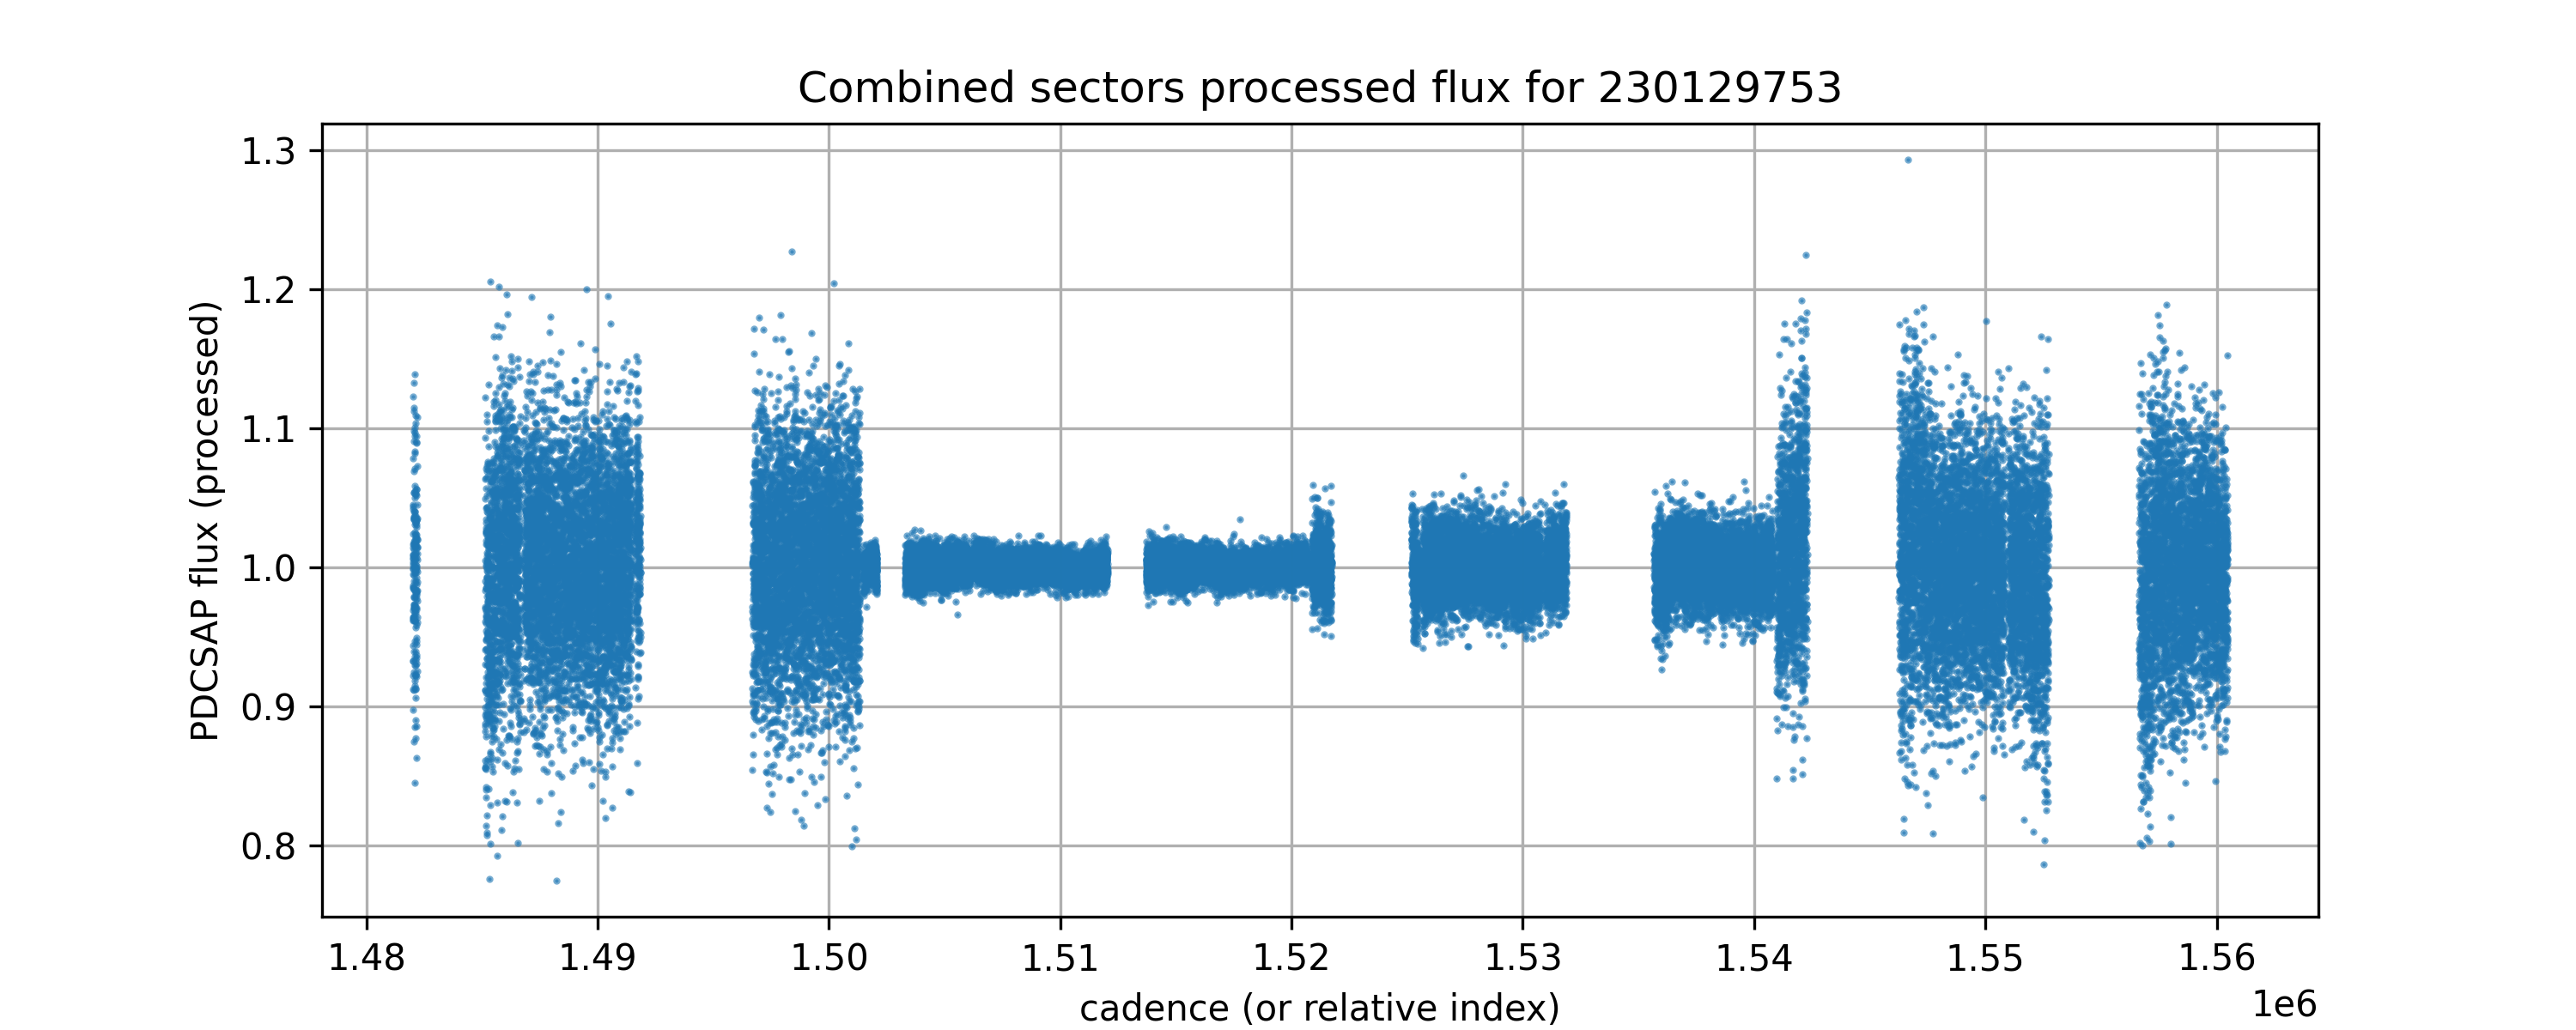 Combined sectors processed flux for 230129753
PDCSAP flux (processed)
1.3
1.2
1.1
1.0
0.9
0.8
1.48 1.49 1.50 1.51 1.52 1.53 1.54 1.55 1.56
1e6
cadence (or relative index)